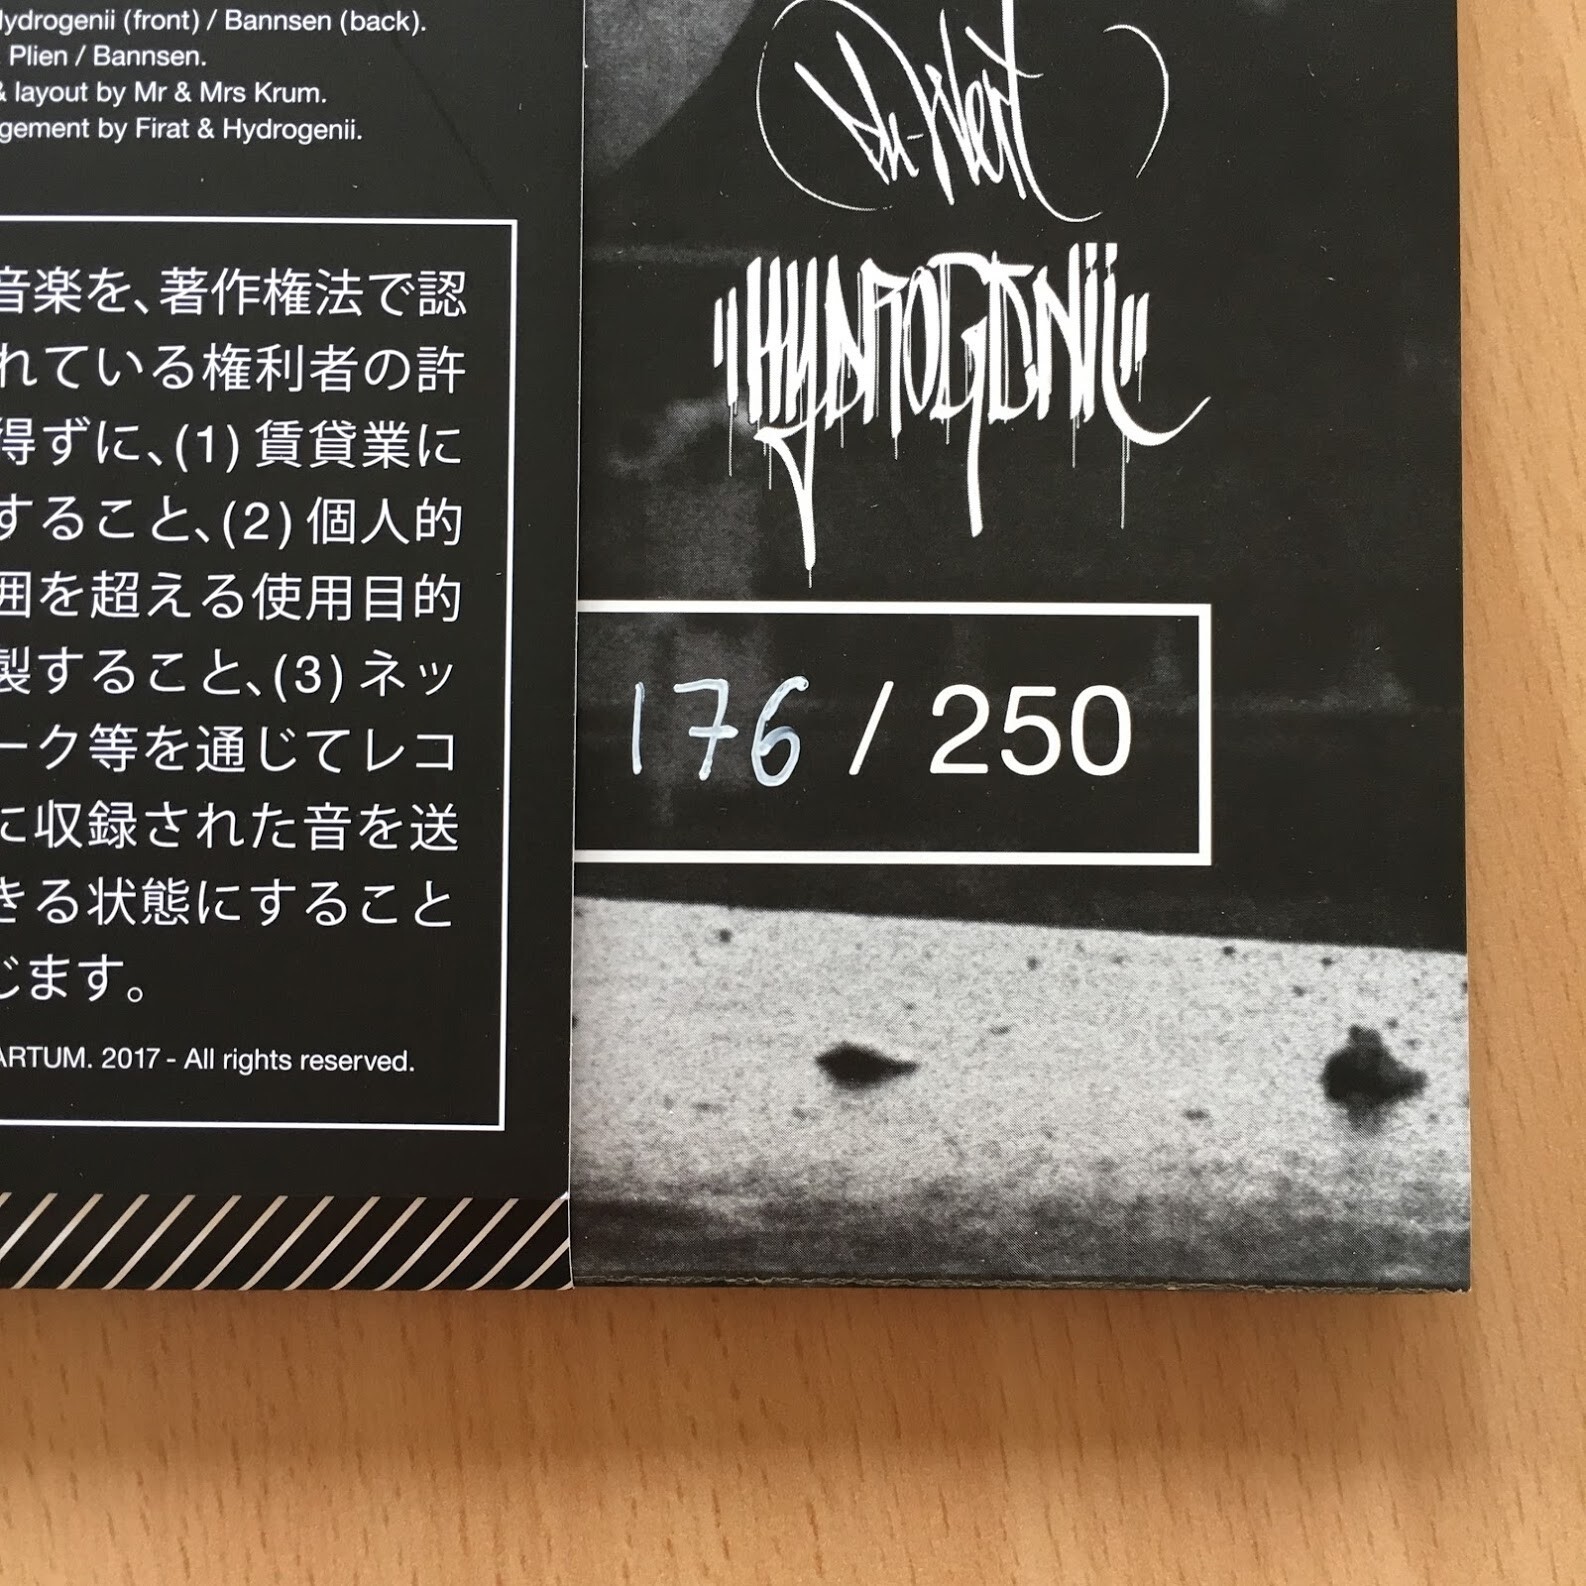 Hydrogenii (front) / Bannsen (back).
Plien / Bannsen.
& layout by Mr & Mrs Krum.
gement by Firat & Hydrogenii.
音楽を、著作権法で認
れている権利者の許
得ずに、(1) 賃貸業に
すること、(2) 個人的
囲を超える使用目的
製すること、(3) ネッ
ーク等を通じてレコ
に収録された音を送
きる状態にすること
じます。
ARTUM. 2017 - All rights reserved.
"HYDROGENii"
176 / 250